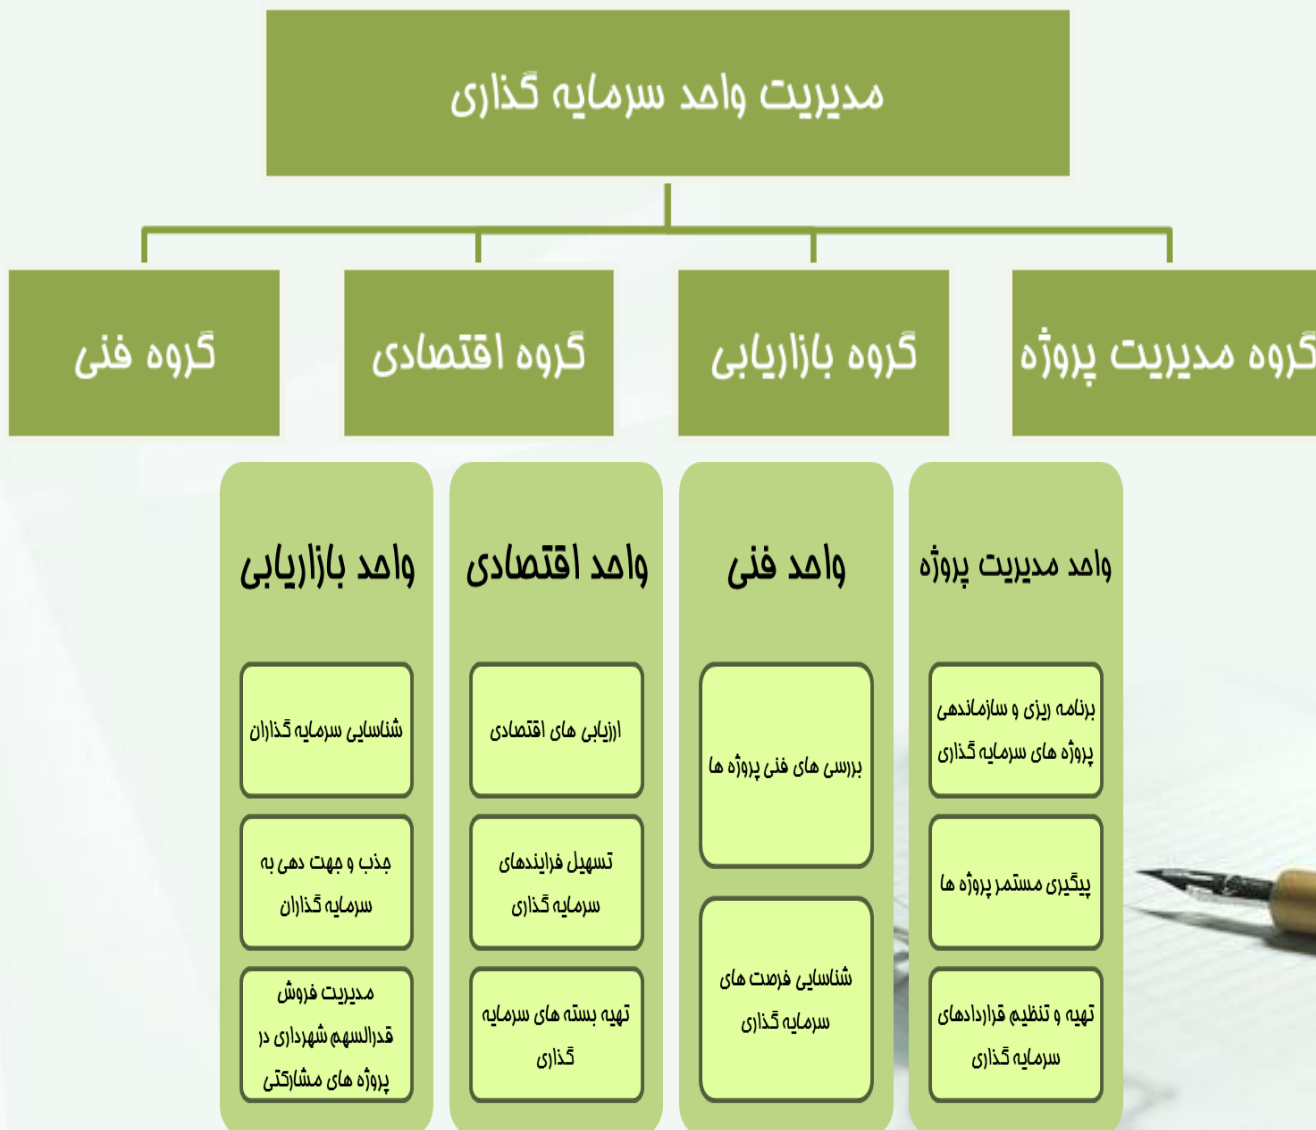 مدیریت واحد سرمایه گذاری
گروه مدیریت پروژه
گروه بازاریابی
گروه اقتصادی
گروه فنی
واحد مدیریت پروژه
برنامه ریزی و سازماندهی
پروژه های سرمایه گذاری
پیگیری مستمر پروژه ها
تهیه و تنظیم قراردادهای
سرمایه گذاری
واحد فنی
بررسی های فنی پروژه ها
شناسایی فرصت های
سرمایه گذاری
واحد اقتصادی
ارزیابی های اقتصادی
تسهیل فرایندهای
سرمایه گذاری
تهیه بسته های سرمایه
گذاری
واحد بازاریابی
شناسایی سرمایه گذاران
جذب و جهت دهی به
سرمایه گذاران
مدیریت فروش
قدرالسهم شهرداری در
پروژه های مشارکتی